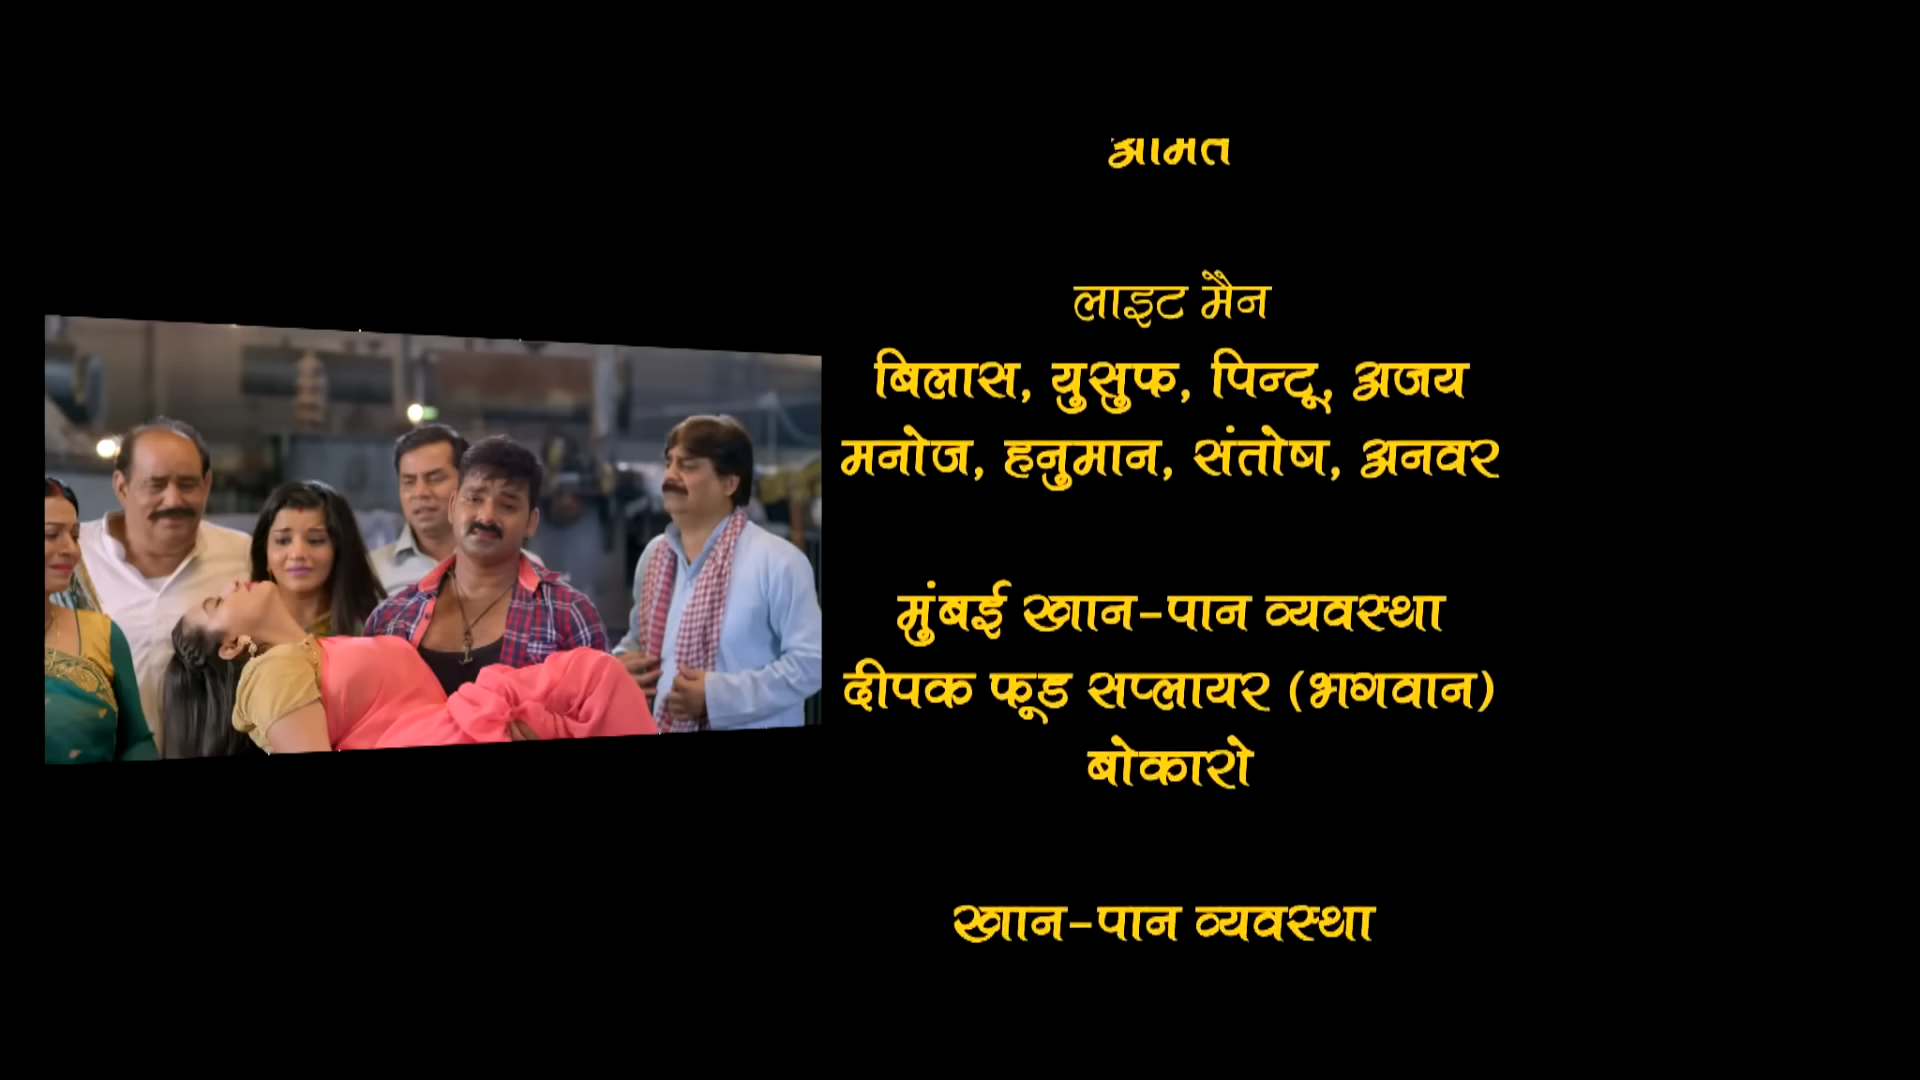 लाइट मैन
बिलास, युसुफ, पिन्टू, अजय
मनोज, हनुमान, संतोष, अनवर
मुंबई खान-पान व्यवस्था
दीपक फूड सप्लायर (भगवान)
बोकारो
खान-पान व्यवस्था